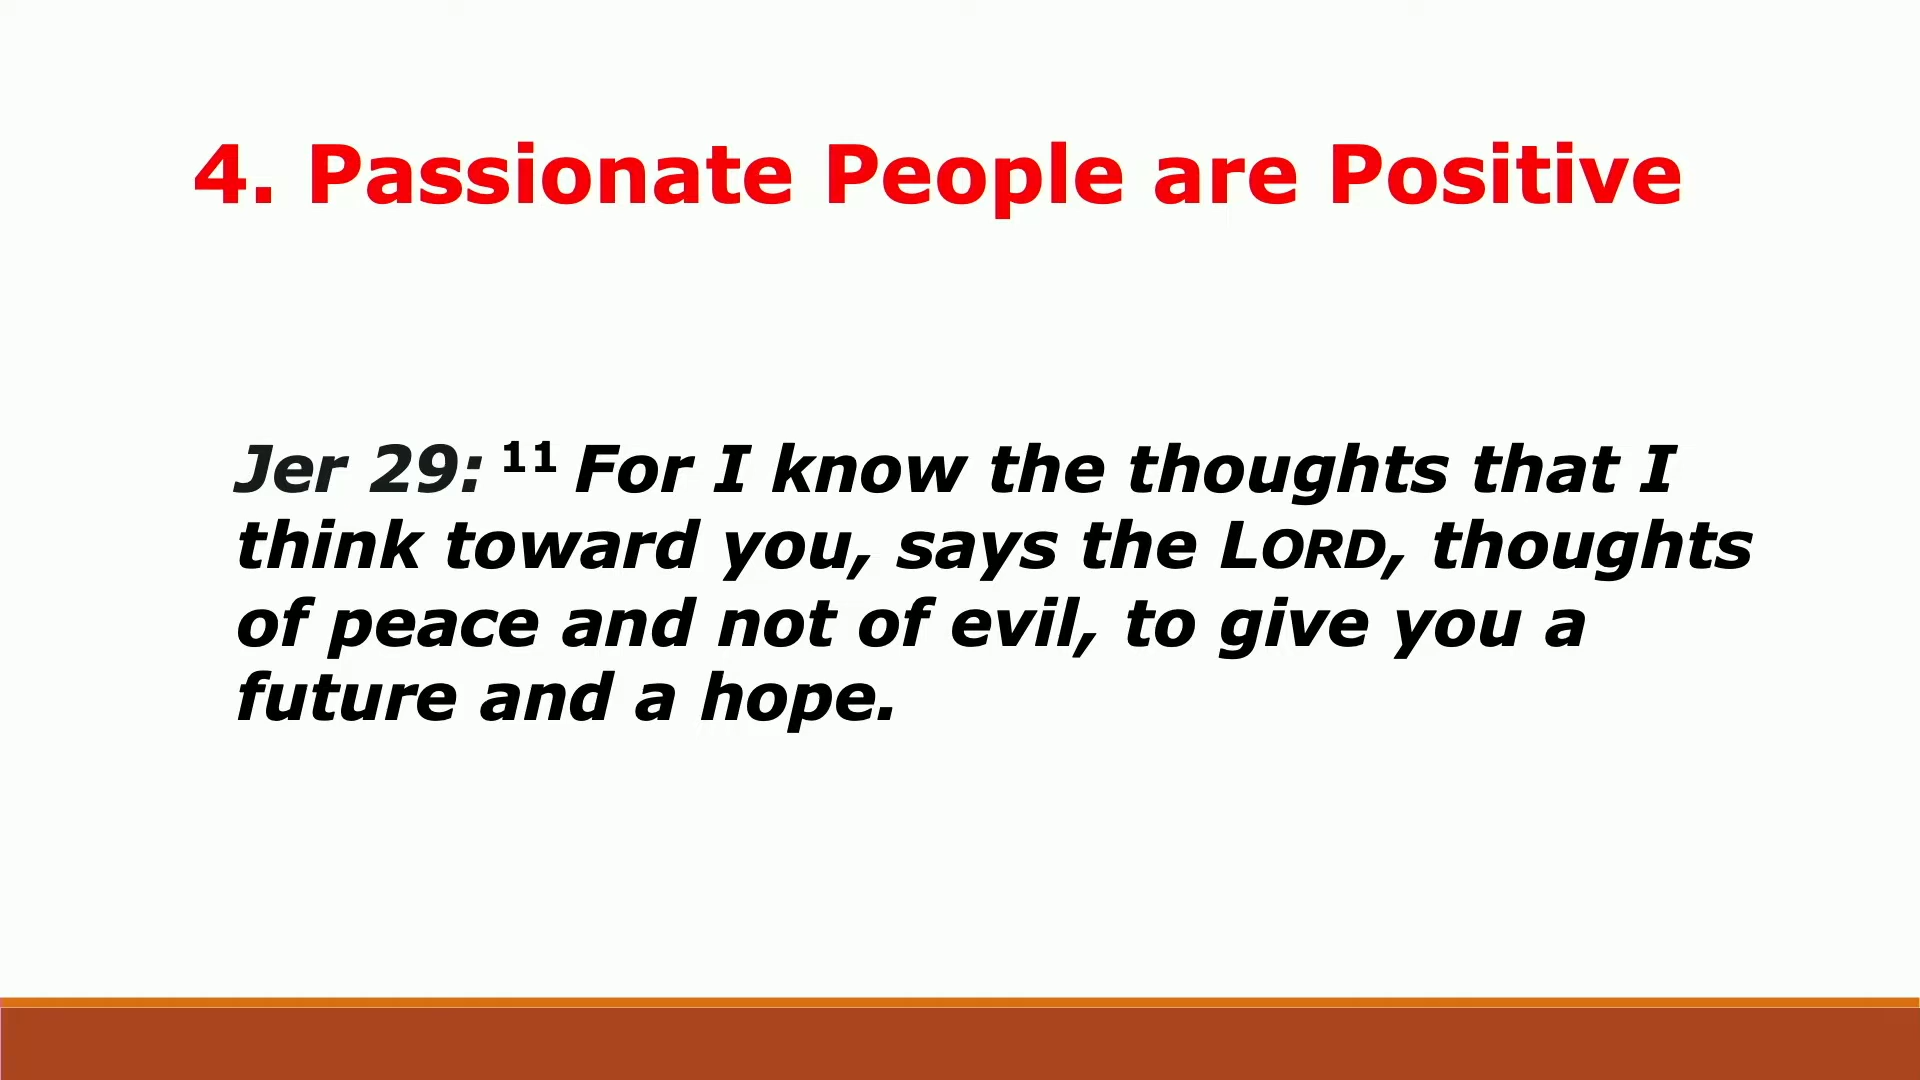 4. Passionate People are Positive
Jer 29: 11 For I know the thoughts that I
think toward you, says the LORD, thoughts
of peace and not of evil, to give you a
future and a hope.